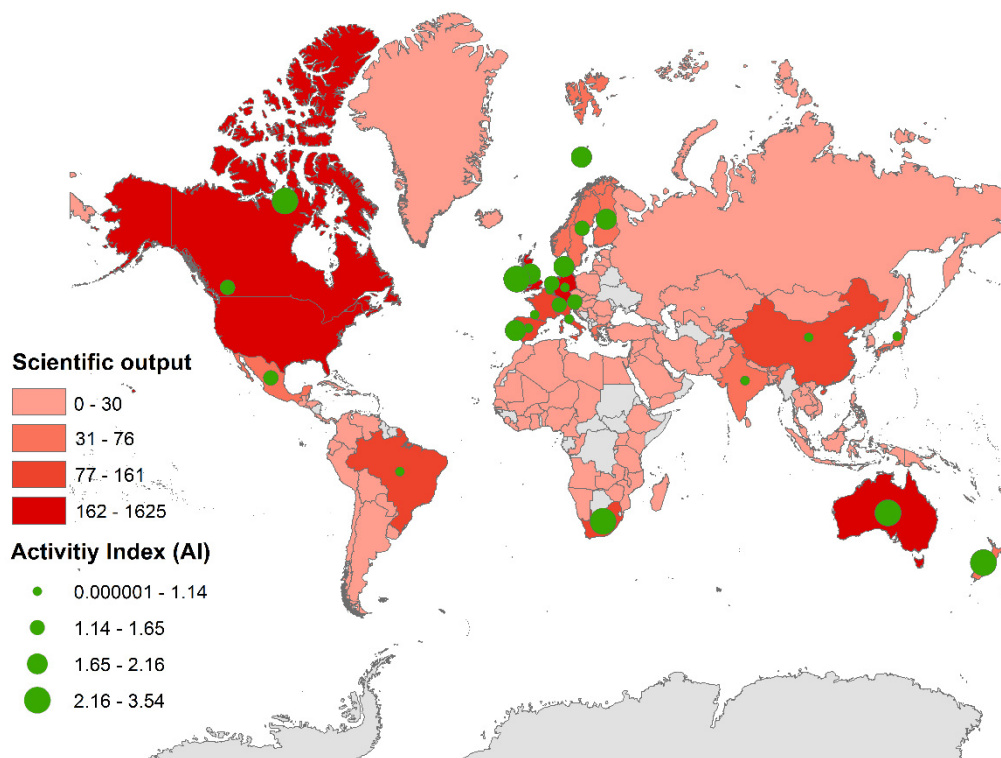 Scientific output
0 - 30
31 - 76
77 - 161
162 - 1625
Activitiy Index (AI)
0.000001 - 1.14
1.14 - 1.65
1.65 - 2.16
2.16 - 3.54